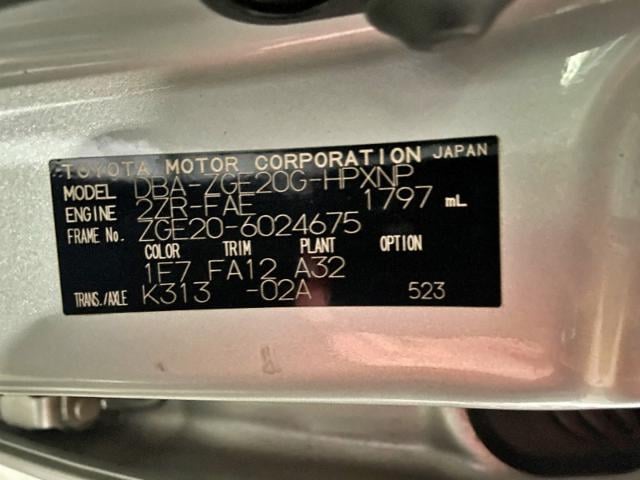 TOYOTA MOTOR CORPORATION JAPAN
MODEL DBA-ZGE20G-HPXNP
ENGINE 2ZR-FAE 1797 mL
FRAME No. ZGE20-6024675
COLOR TRIM PLANT OPTION
1F7 FA12 A32
TRANS./AXLE K313 -02A 523